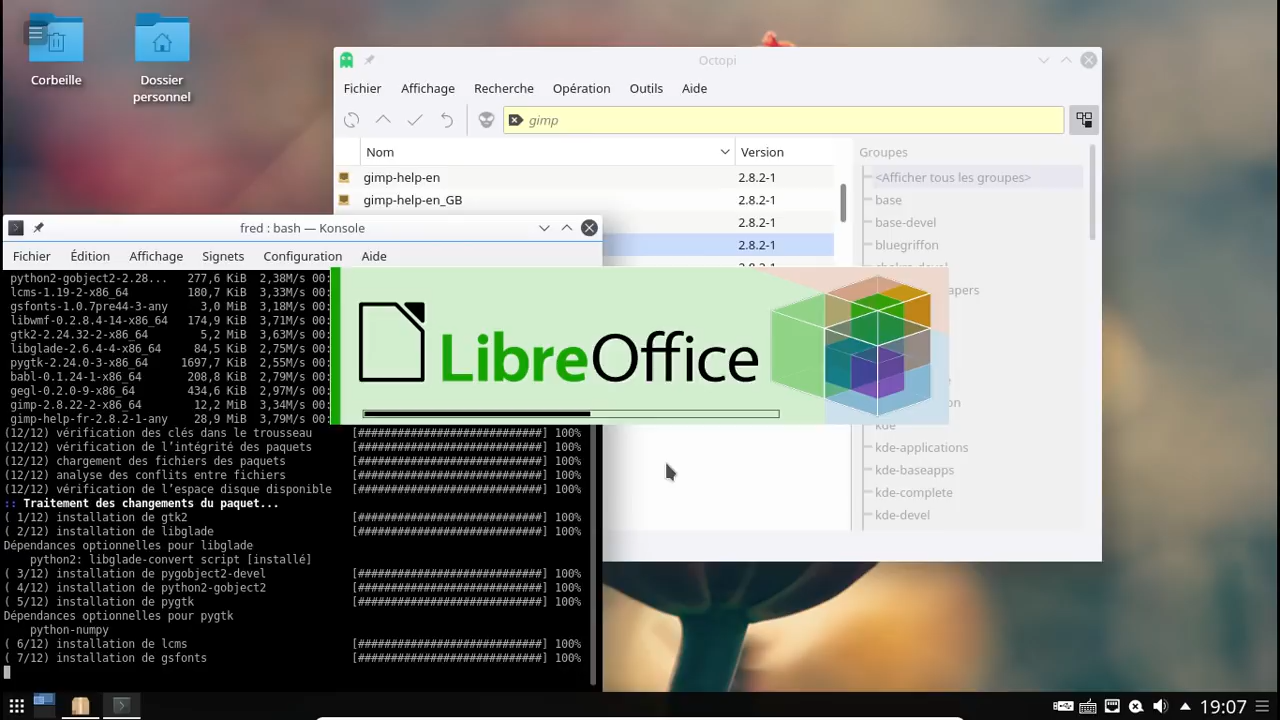 Corbeille
Dossier
personnel
Octopi
Fichier Affichage Recherche Opération Outils Aide
gimp
Nom Version
gimp-help-en 2.8.2-1
gimp-help-en_GB 2.8.2-1
2.8.2-1
2.8.2-1
Groupes
<Afficher tous les groupes>
base
base-devel
bluegriffon
kde
kde-applications
kde-baseapps
kde-complete
kde-devel
fred : bash — Konsole
Fichier Édition Affichage Signets Configuration Aide
python2-gobject2-2.28... 277,6 KiB 2,38M/s 00:
lcms-1.19-2-x86_64 180,7 KiB 3,33M/s 00:
gsfonts-1.0.7pre44-3-any 3,0 MiB 3,18M/s 00:
libwmf-0.2.8.4-14-x86_64 174,9 KiB 3,71M/s 00:
gtk2-2.24.32-2-x86_64 5,2 MiB 3,63M/s 00:
libglade-2.6.4-4-x86_64 84,5 KiB 2,75M/s 00:
pygtk-2.24.0-3-x86_64 1697,7 KiB 2,55M/s 00:
babl-0.1.24-1-x86_64 208,8 KiB 2,79M/s 00:
gegl-0.2.0-9-x86_64 434,6 KiB 2,97M/s 00:
gimp-2.8.22-2-x86_64 12,2 MiB 3,34M/s 00:
gimp-help-fr-2.8.2-1-any 28,9 MiB 3,79M/s 00:
(12/12) vérification des clés dans le trousseau [############################] 100%
(12/12) vérification de l’intégrité des paquets [############################] 100%
(12/12) chargement des fichiers des paquets [############################] 100%
(12/12) analyse des conflits entre fichiers [############################] 100%
(12/12) vérification de l’espace disque disponible [############################] 100%
:: Traitement des changements du paquet...
( 1/12) installation de gtk2 [############################] 100%
( 2/12) installation de libglade [############################] 100%
Dépendances optionnelles pour libglade
python2: libglade-convert script [installé]
( 3/12) installation de pygobject2-devel [############################] 100%
( 4/12) installation de python2-gobject2 [############################] 100%
( 5/12) installation de pygtk [############################] 100%
Dépendances optionnelles pour pygtk
python-numpy
( 6/12) installation de lcms [############################] 100%
( 7/12) installation de gsfonts [############################] 100%
LibreOffice
19:07